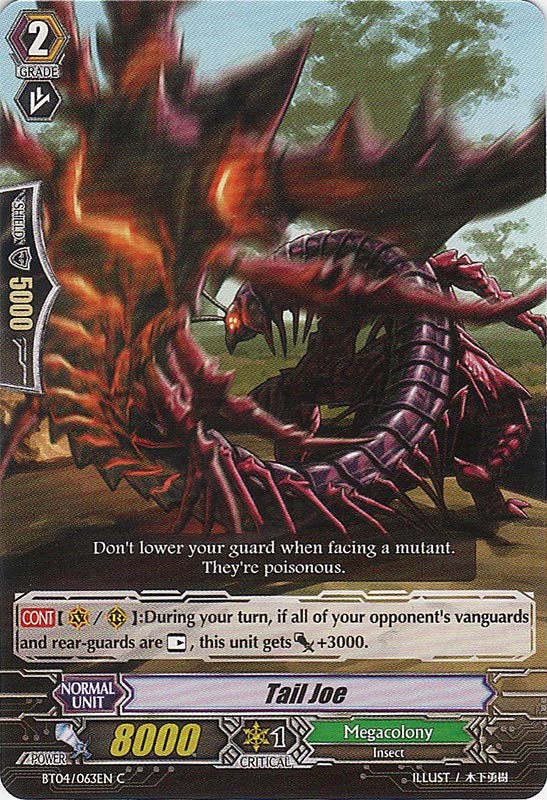 2
GRADE
SHIELD
5000
Don't lower your guard when facing a mutant.
They're poisonous.
CONT【 V / R 】:During your turn, if all of your opponent's vanguards
and rear-guards are , this unit gets +3000.
NORMAL
UNIT
Tail Joe
POWER
8000
1
CRITICAL
Megacolony
Insect
BT04/063EN C
ILLUST / 木下勇樹